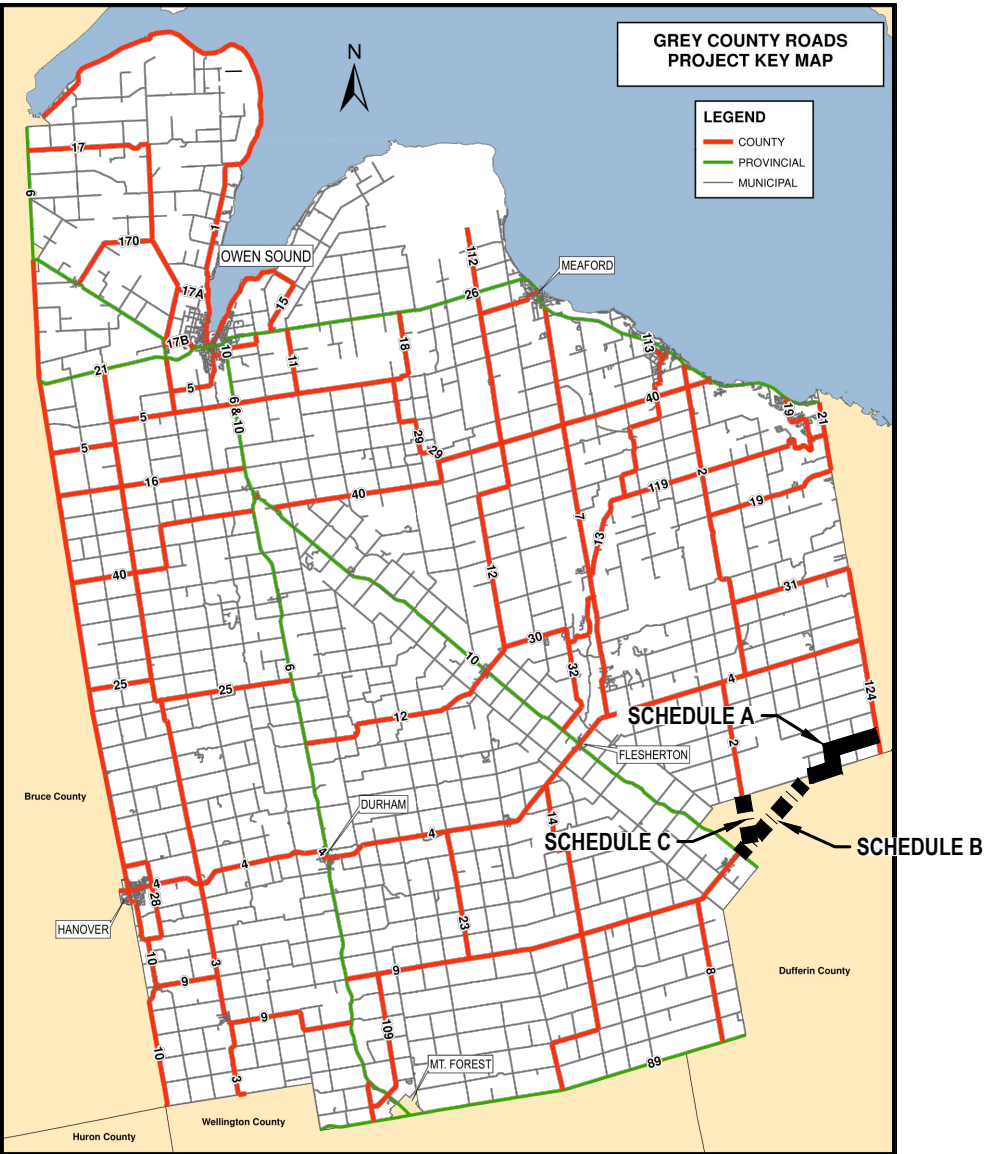 GREY COUNTY ROADS
PROJECT KEY MAP
N
LEGEND
COUNTY
PROVINCIAL
MUNICIPAL
17
6
170
1
OWEN SOUND
112
MEAFORD
17A
15
26
17B
10
18
113
11
21
5
6 & 10
40
19
21
5
29
29
5
16
2
119
40
19
7
13
12
40
31
30
10
6
32
25
25
4
124
12
SCHEDULE A
2
FLESHERTON
Bruce County
DURHAM
14
4
SCHEDULE C
SCHEDULE B
4
4
4
28
HANOVER
23
10
3
9
9
8
Dufferin County
9
109
10
3
MT. FOREST
89
Wellington County
Huron County